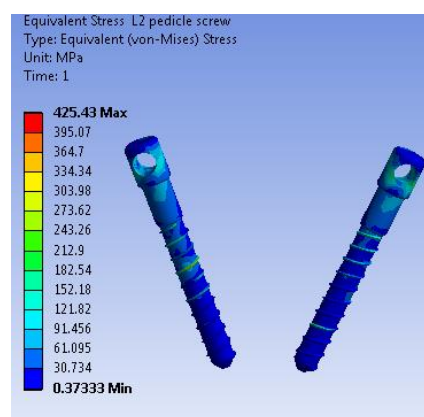 Equivalent Stress L2 pedicle screw
Type: Equivalent (von-Mises) Stress
Unit: MPa
Time: 1
425.43 Max
395.07
364.7
334.34
303.98
273.62
243.26
212.9
182.54
152.18
121.82
91.456
61.095
30.734
0.37333 Min